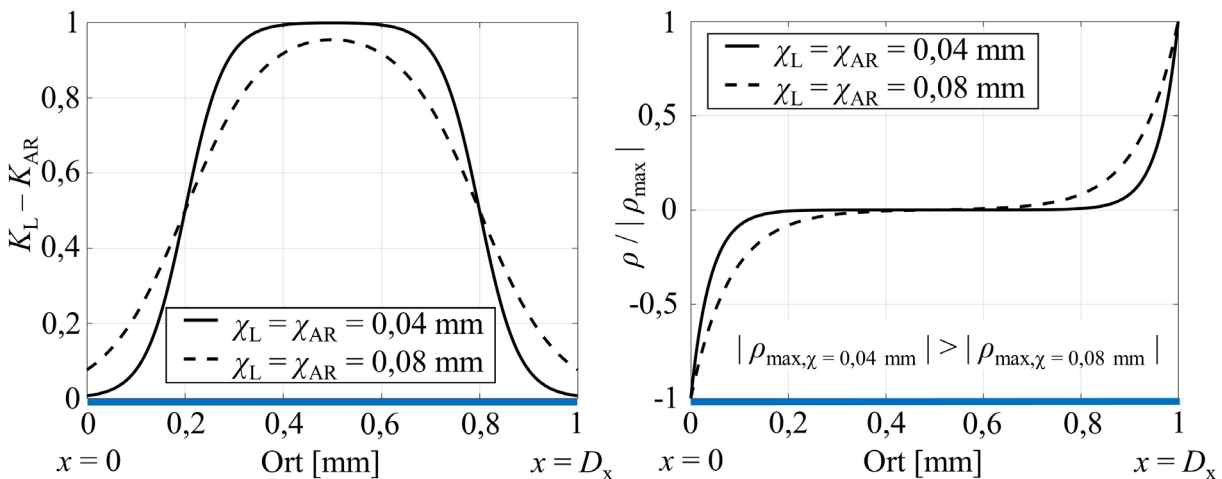 1
0,8
0,6
0,4
0,2
0
K_L – K_AR
χ_L = χ_AR = 0,04 mm
χ_L = χ_AR = 0,08 mm
0 0,2 0,4 0,6 0,8 1
x = 0 Ort [mm] x = D_x
1
0,5
0
-0,5
-1
ρ / | ρ_max |
χ_L = χ_AR = 0,04 mm
χ_L = χ_AR = 0,08 mm
| ρ_max,χ = 0,04 mm | > | ρ_max,χ = 0,08 mm |
0 0,2 0,4 0,6 0,8 1
x = 0 Ort [mm] x = D_x